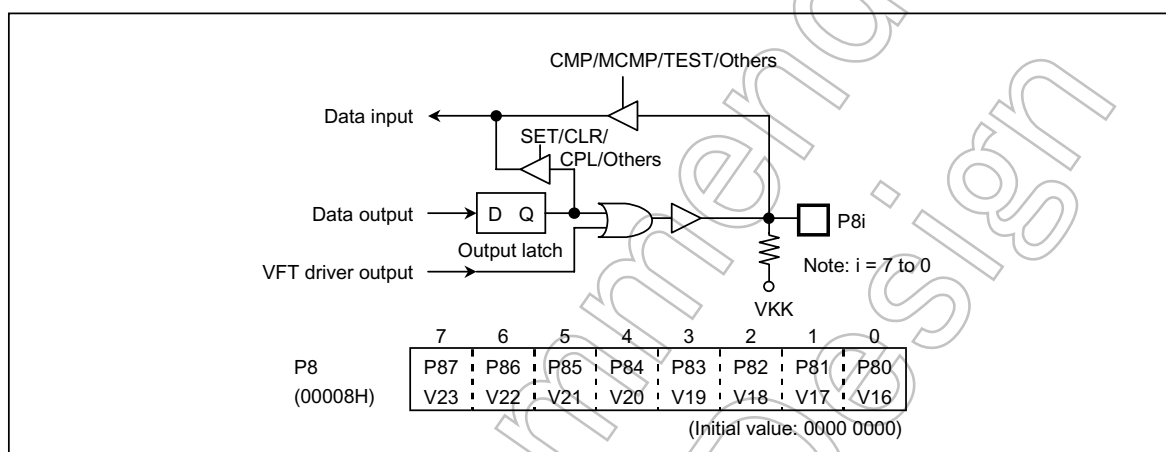 CMP/MCMP/TEST/Others
Data input
SET/CLR/
CPL/Others
Data output
D Q
P8i
Output latch
Note: i = 7 to 0
VFT driver output
VKK
7 6 5 4 3 2 1 0
P8 P87 P86 P85 P84 P83 P82 P81 P80
(00008H) V23 V22 V21 V20 V19 V18 V17 V16
(Initial value: 0000 0000)